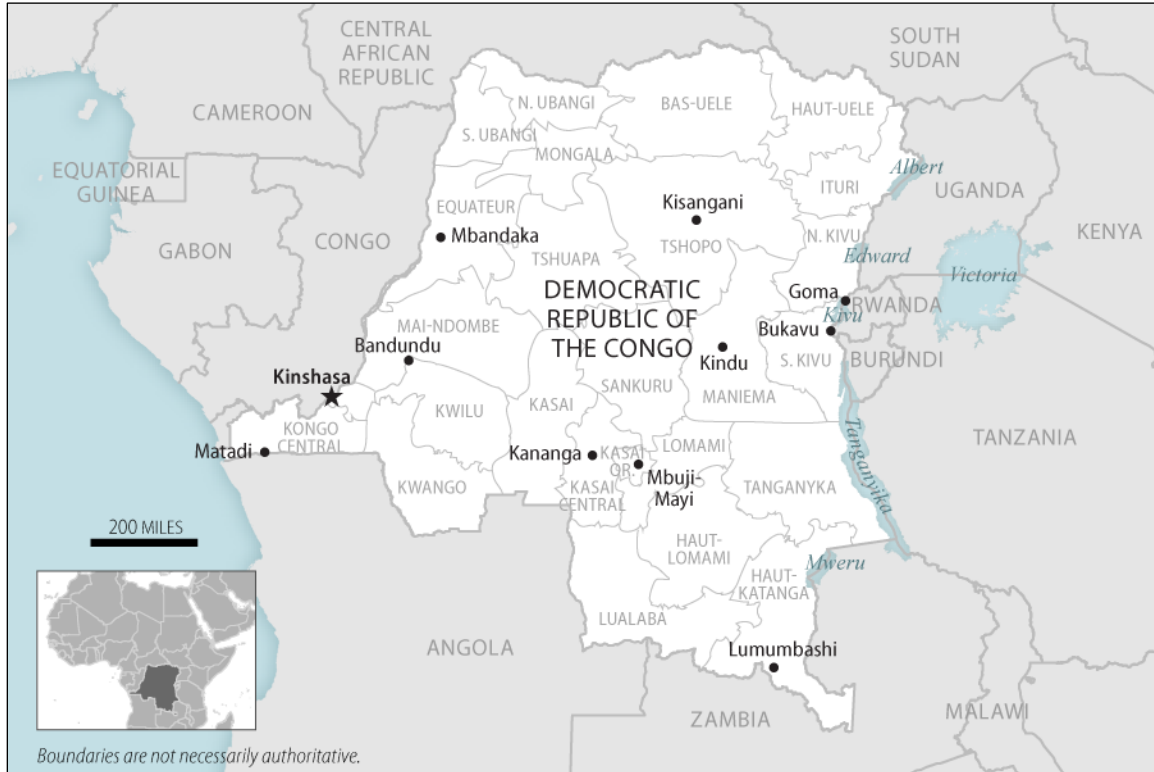 CENTRAL
AFRICAN
REPUBLIC
SOUTH
SUDAN
CAMEROON
N. UBANGI
BAS-UELE
HAUT-UELE
S. UBANGI
MONGALA
EQUATORIAL
GUINEA
Albert
UGANDA
ITURI
KENYA
EQUATEUR
Kisangani
Mbandaka
GABON
CONGO
TSHUAPA
TSHOPO
N. KIVU
Edward
Victoria
DEMOCRATIC
REPUBLIC OF
THE CONGO
Goma
RWANDA
Kivu
Bukavu
MAI-NDOMBE
Bandundu
Kindu
S. KIVU
BURUNDI
Kinshasa
SANKURU
MANIEMA
KWILU
KASAI
KONGO
CENTRAL
Matadi
LOMAMI
TANZANIA
Kananga
KASAI
OR.
Mbuji-
Mayi
KWANGO
KASAI
CENTRAL
TANGANYIKA
Tanganyika
200 MILES
HAUT-
LOMAMI
Mweru
HAUT-
KATANGA
LUALABA
ANGOLA
Lumumbashi
ZAMBIA
MALAWI
Boundaries are not necessarily authoritative.